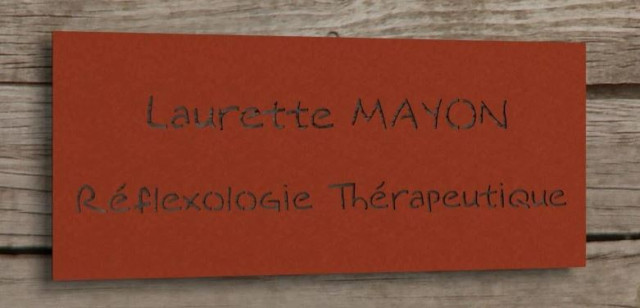 Laurette MAYON
Réflexologie Thérapeutique